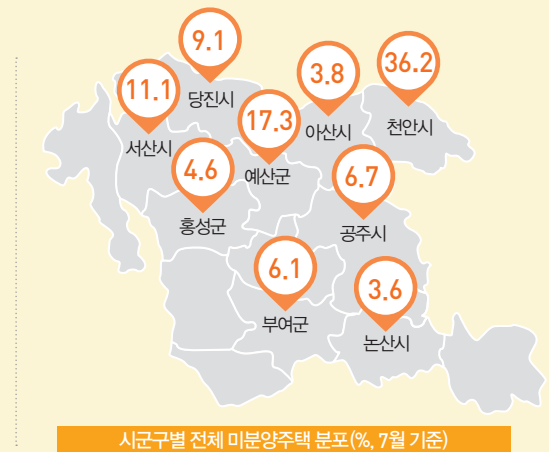 9.1
당진시
3.8
아산시
36.2
천안시
11.1
서산시
17.3
예산군
4.6
홍성군
6.7
공주시
6.1
부여군
3.6
논산시
시군구별 전체 미분양주택 분포(%, 7월 기준)